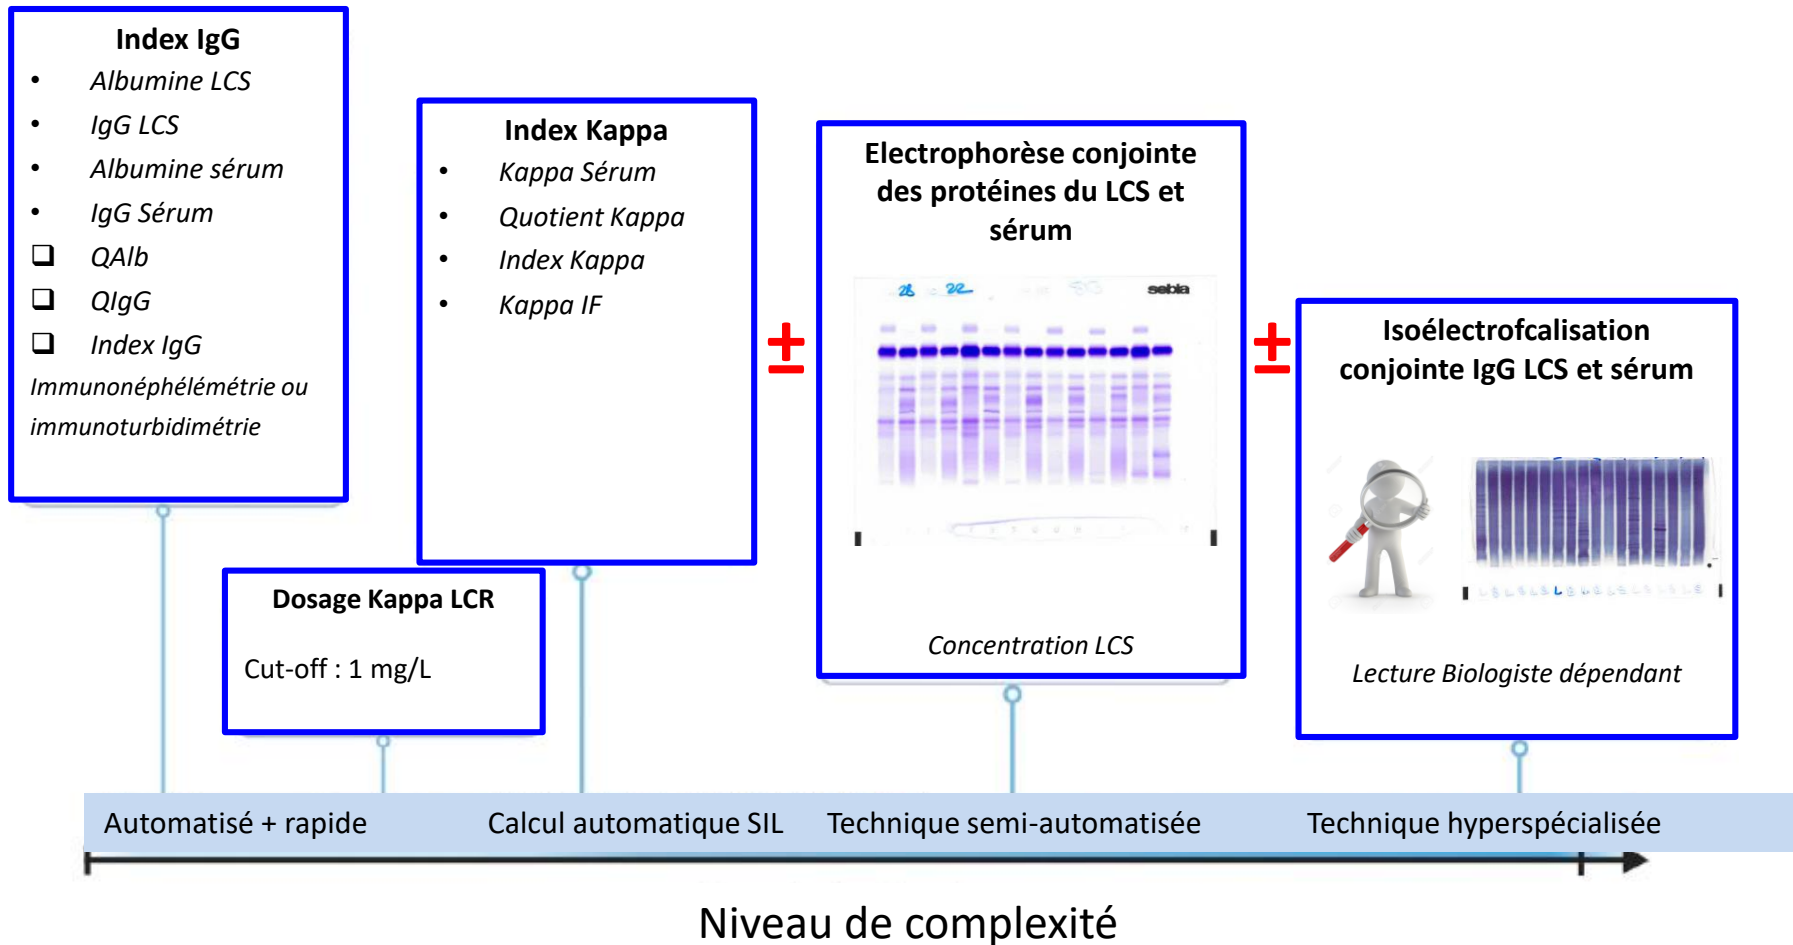 Index IgG
• Albumine LCS
• IgG LCS
• Albumine sérum
• IgG Sérum
❑ QAlb
❑ QIgG
❑ Index IgG
Immunonéphélémétrie ou
immunoturbidimétrie
Dosage Kappa LCR
Cut-off : 1 mg/L
Index Kappa
• Kappa Sérum
• Quotient Kappa
• Index Kappa
• Kappa IF
±
Electrophorèse conjointe
des protéines du LCS et
sérum
28 22
sebia
Concentration LCS
±
Isoélectrofcalisation
conjointe IgG LCS et sérum
Lecture Biologiste dépendant
Automatisé + rapide
Calcul automatique SIL
Technique semi-automatisée
Technique hyperspécialisée
Niveau de complexité